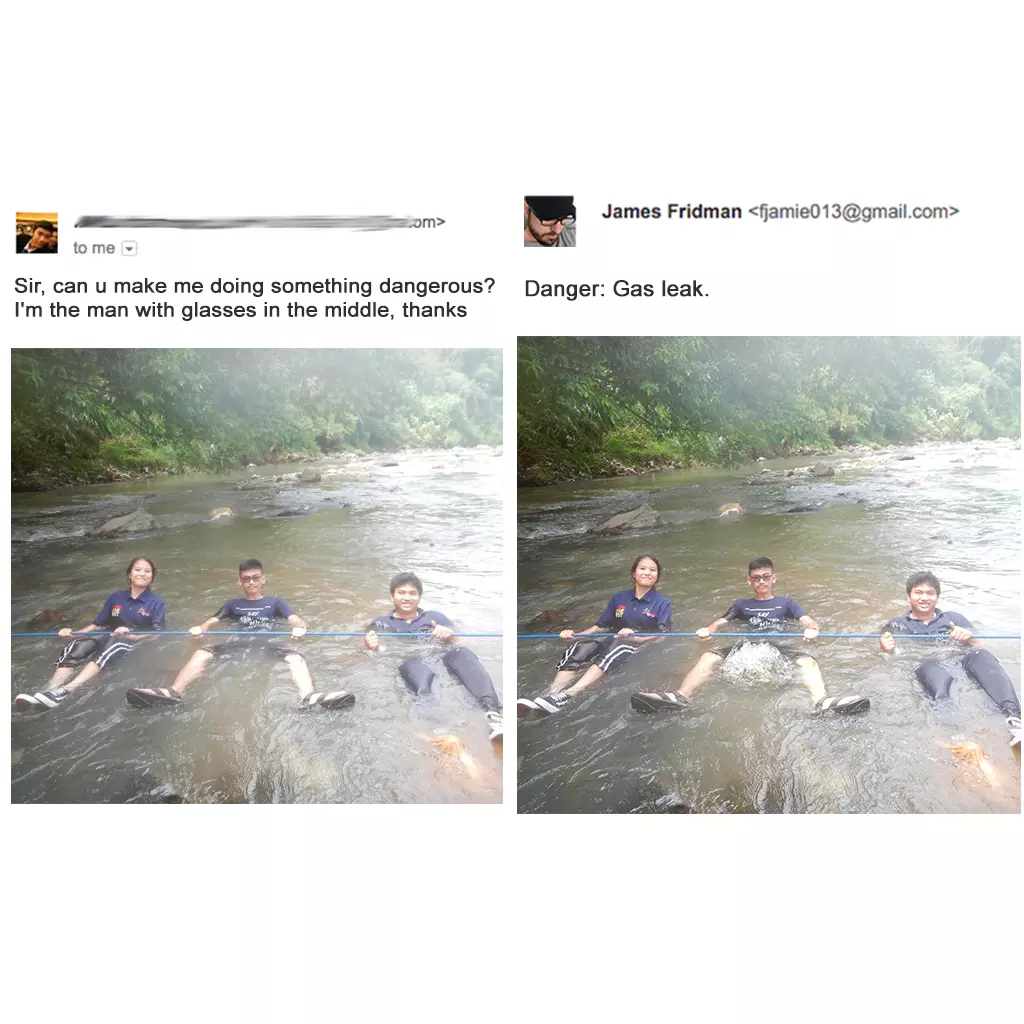 om>
to me
Sir, can u make me doing something dangerous?
I'm the man with glasses in the middle, thanks
James Fridman <fjamie013@gmail.com>
Danger: Gas leak.